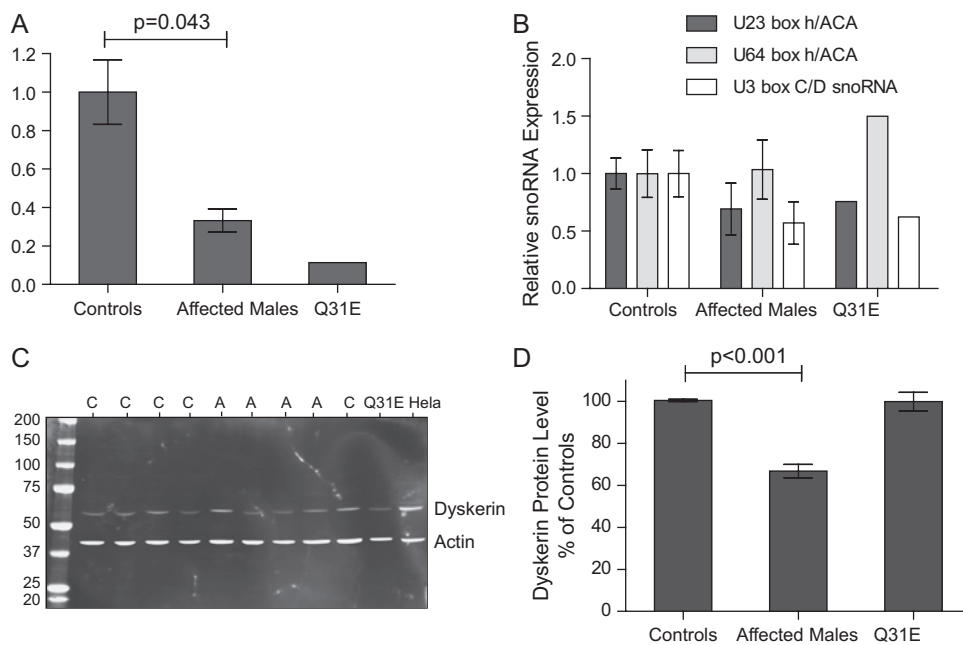 A
p=0.043
1.2
1.0
0.8
0.6
0.4
0.2
0.0
Controls Affected Males Q31E
B
U23 box h/ACA
U64 box h/ACA
U3 box C/D snoRNA
Relative snoRNA Expression
2.0
1.5
1.0
0.5
0.0
Controls Affected Males Q31E
C
C C C C A A A A C Q31E Hela
200
150
100
75
50
37
25
20
Dyskerin
Actin
D
p<0.001
Dyskerin Protein Level
% of Controls
100
80
60
40
20
0
Controls Affected Males Q31E